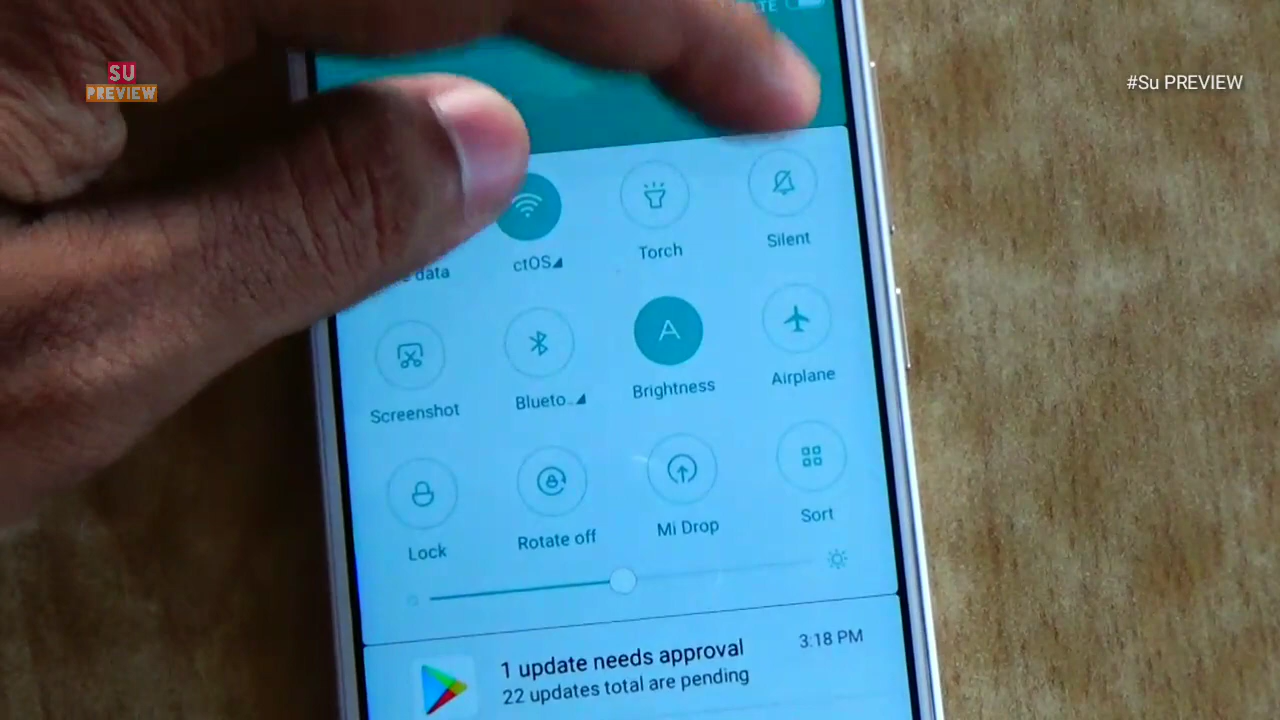 SU
PREVIEW
#Su PREVIEW
data
ctOS
Torch
Silent
Screenshot
Blueto...
Brightness
Airplane
Lock
Rotate off
Mi Drop
Sort
1 update needs approval
3:18 PM
22 updates total are pending